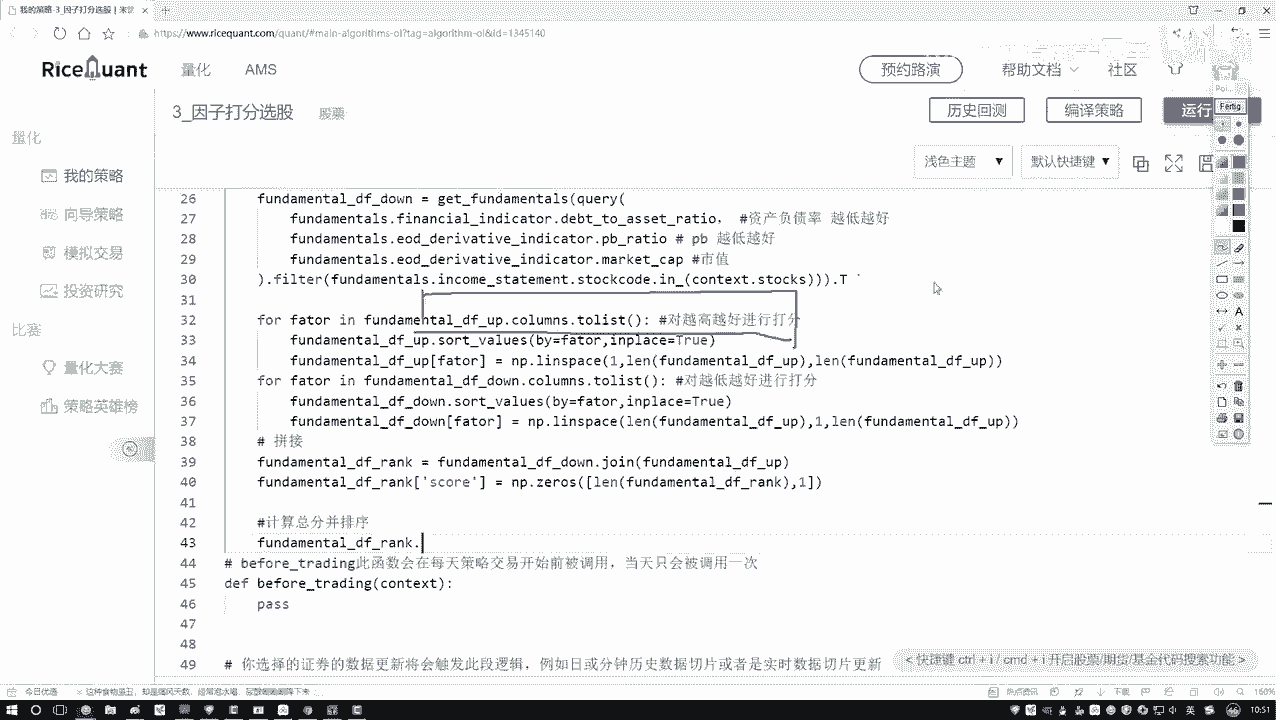 我的策略-3_因子打分选股
https://www.ricequant.com/quant/#main-algorithms-ol?tag=algorithm-ol&idx=1345140
RiceQuant 量化 AMS 预约路演 帮助文档 社区
3_因子打分选股 股票 历史回测 编译策略 运行
Fertig
量化
浅色主题 默认快捷键
我的策略
向导策略
模拟交易
投资研究
比赛
量化大赛
策略英雄榜
26 fundamental_df_down = get_fundamentals(query(
27 fundamentals.financial_indicator.debt_to_asset_ratio, #资产负债率 越低越好
28 fundamentals.eod_derivative_indicator.pb_ratio # pb 越低越好
29 fundamentals.eod_derivative_indicator.market_cap #市值
30 ).filter(fundamentals.income_statement.stockcode.in_(context.stocks))).T `
31
32 for fator in fundamental_df_up.columns.tolist(): #对越高越好进行打分
33 fundamental_df_up.sort_values(by=fator,inplace=True)
34 fundamental_df_up[fator] = np.linspace(1,len(fundamental_df_up),len(fundamental_df_up))
35 for fator in fundamental_df_down.columns.tolist(): #对越低越好进行打分
36 fundamental_df_down.sort_values(by=fator,inplace=True)
37 fundamental_df_down[fator] = np.linspace(len(fundamental_df_up),1,len(fundamental_df_up))
38 # 拼接
39 fundamental_df_rank = fundamental_df_down.join(fundamental_df_up)
40 fundamental_df_rank['score'] = np.zeros([len(fundamental_df_rank),1])
41
42 #计算总分并排序
43 fundamental_df_rank.
44 # before_trading此函数会在每天策略交易开始前被调用，当天只会被调用一次
45 def before_trading(context):
46 pass
47
48
49 # 你选择的证券的数据更新将会触发此段逻辑，例如日或分钟历史数据切片或者是实时数据切片更新
< 快捷键 ctrl + i / cmd + i 开启股票/期货/基金代码搜索功能 >
今日优选 热点资讯 下载 160%
英 10:51